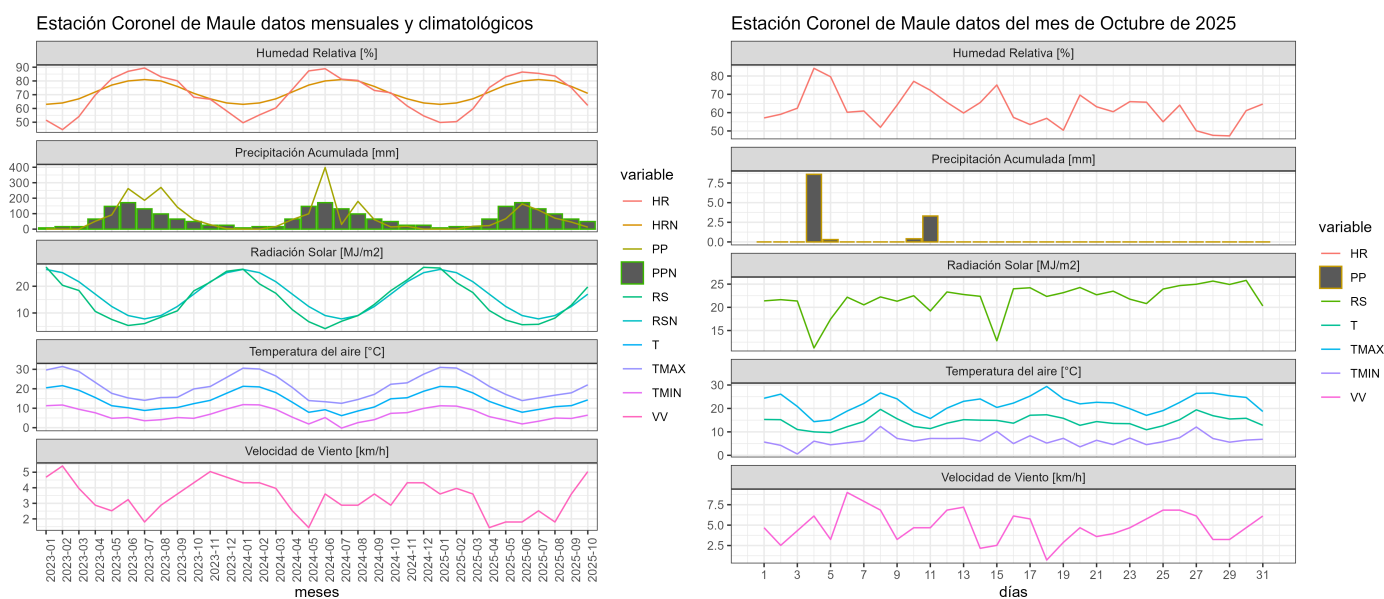 Estación Coronel de Maule datos mensuales y climatológicos
Humedad Relativa [%]
90
80
70
60
50
Precipitación Acumulada [mm]
400
300
200
100
0
Radiación Solar [MJ/m2]
20
10
Temperatura del aire [°C]
30
20
10
0
Velocidad de Viento [km/h]
5
4
3
2
2023-01
2023-02
2023-03
2023-04
2023-05
2023-06
2023-07
2023-08
2023-09
2023-10
2023-11
2023-12
2024-01
2024-02
2024-03
2024-04
2024-05
2024-06
2024-07
2024-08
2024-09
2024-10
2024-11
2024-12
2025-01
2025-02
2025-03
2025-04
2025-05
2025-06
2025-07
2025-08
2025-09
2025-10
meses
variable
HR
HRN
PP
PPN
RS
RSN
T
TMAX
TMIN
VV
Estación Coronel de Maule datos del mes de Octubre de 2025
Humedad Relativa [%]
80
70
60
50
Precipitación Acumulada [mm]
7.5
5.0
2.5
0.0
Radiación Solar [MJ/m2]
25
20
15
Temperatura del aire [°C]
30
20
10
0
Velocidad de Viento [km/h]
7.5
5.0
2.5
1 3 5 7 9 11 13 15 17 19 21 23 25 27 29 31
días
variable
HR
PP
RS
T
TMAX
TMIN
VV